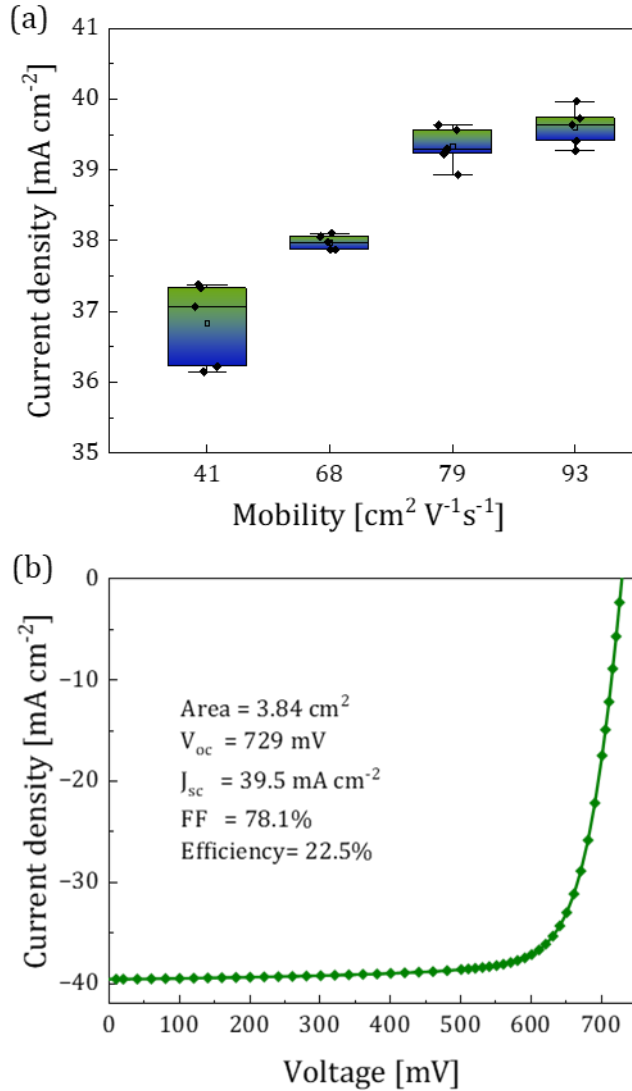 (a)
Current density [mA cm⁻²]
41
40
39
38
37
36
35
41 68 79 93
Mobility [cm² V⁻¹s⁻¹]
(b)
Current density [mA cm⁻²]
0
−10
−20
−30
−40
Area = 3.84 cm²
Voc = 729 mV
Jsc = 39.5 mA cm⁻²
FF = 78.1%
Efficiency= 22.5%
0 100 200 300 400 500 600 700
Voltage [mV]